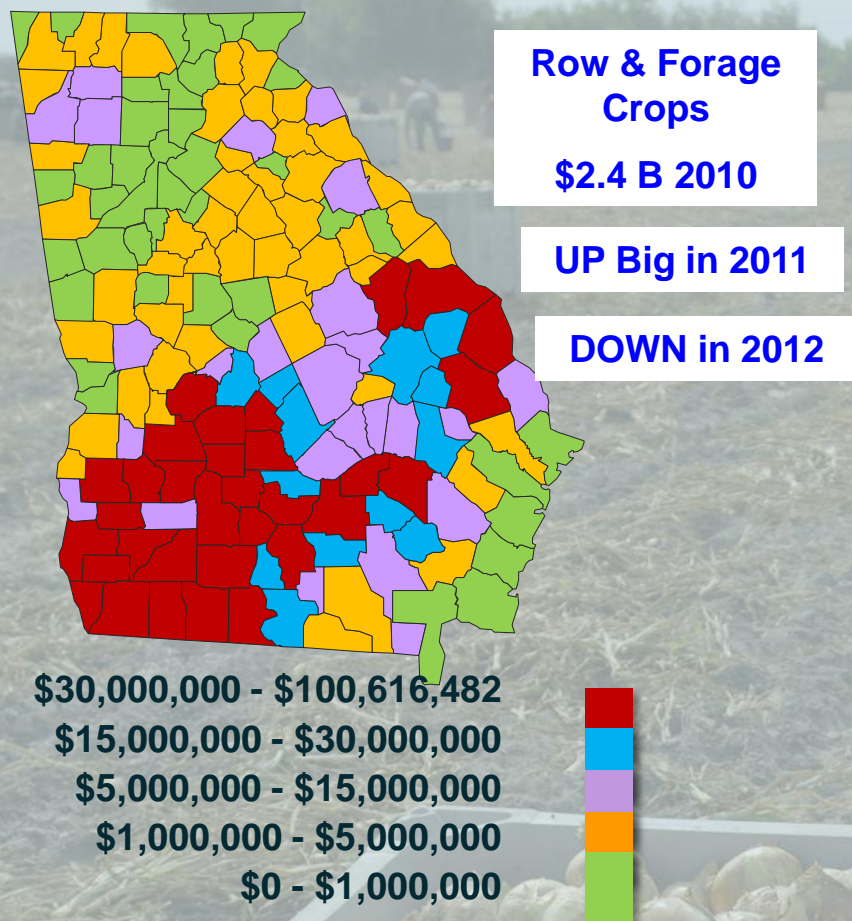 Row & Forage
Crops
$2.4 B 2010
UP Big in 2011
DOWN in 2012
$30,000,000 - $100,616,482
$15,000,000 - $30,000,000
$5,000,000 - $15,000,000
$1,000,000 - $5,000,000
$0 - $1,000,000